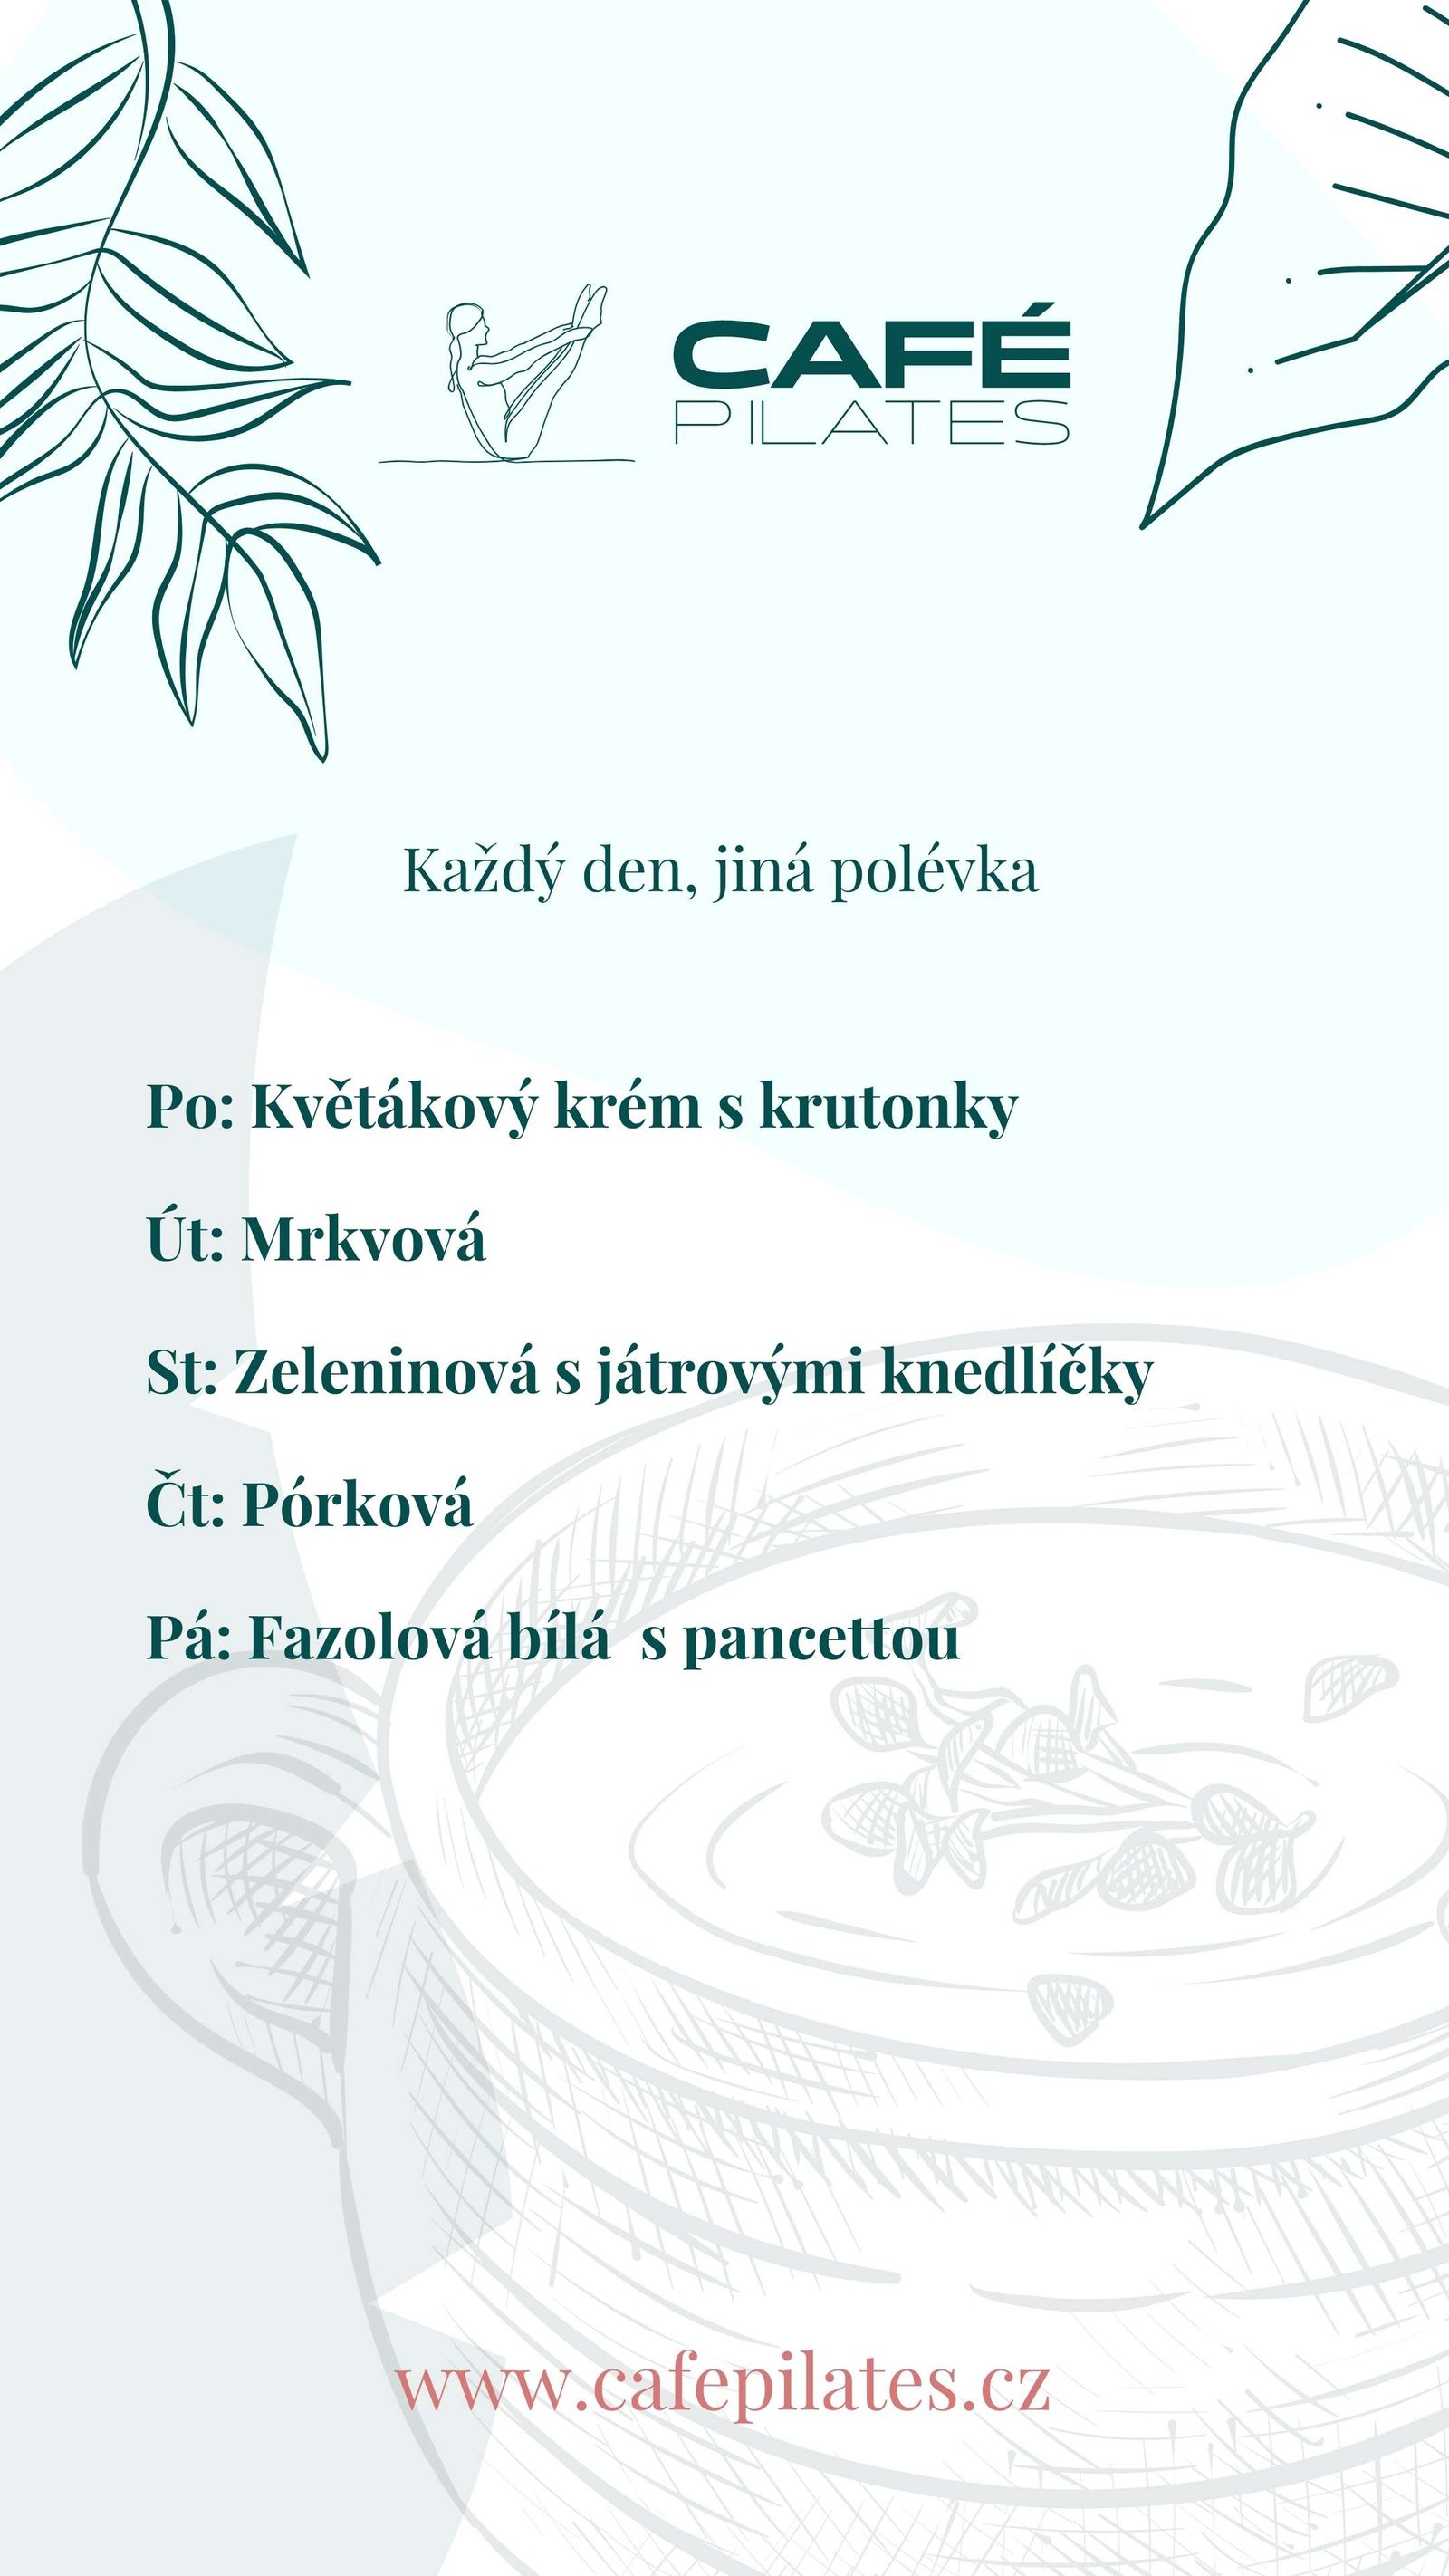 CAFÉ
PILATES
Každý den, jiná polévka
Po: Květákový krém s krutonky
Út: Mrkvová
St: Zeleninová s játrovými knedlíčky
Čt: Pórková
Pá: Fazolová bílá  s pancettou
www.cafepilates.cz